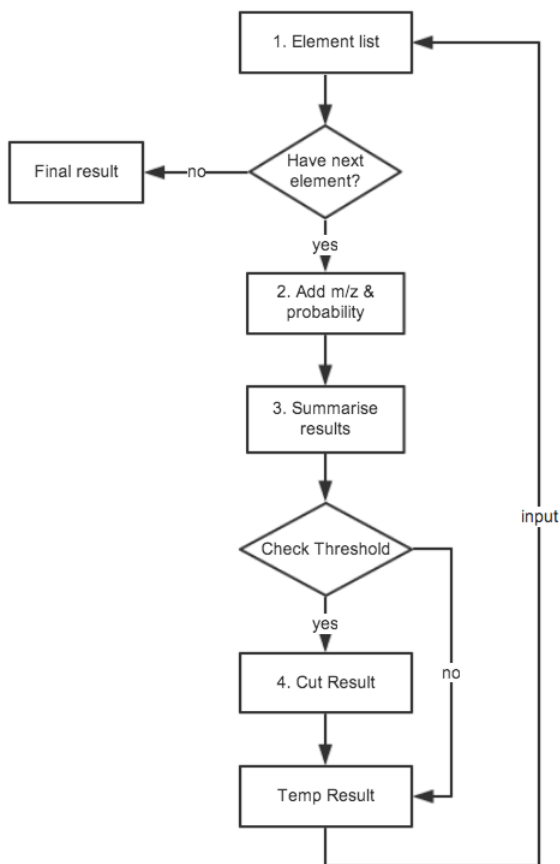 1. Element list
Have next
element?
no
Final result
yes
2. Add m/z &
probability
3. Summarise
results
input
Check Threshold
yes
no
4. Cut Result
Temp Result